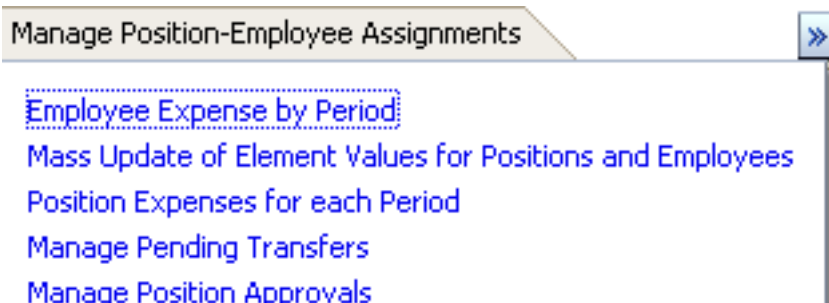 Manage Position-Employee Assignments
Employee Expense by Period
Mass Update of Element Values for Positions and Employees
Position Expenses for each Period
Manage Pending Transfers
Manage Position Approvals